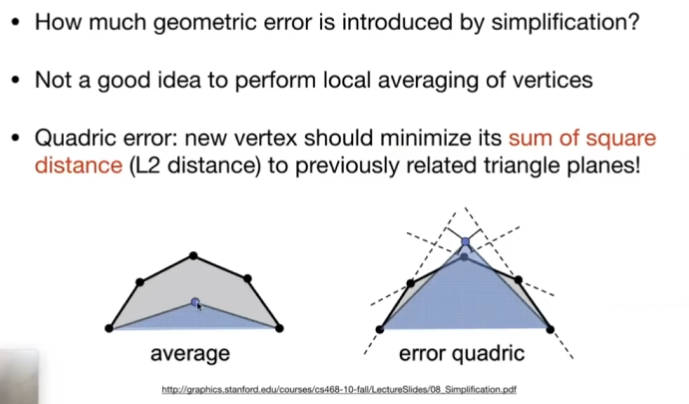 • How much geometric error is introduced by simplification?
• Not a good idea to perform local averaging of vertices
• Quadric error: new vertex should minimize its sum of square
distance (L2 distance) to previously related triangle planes!
average
error quadric
http://graphics.stanford.edu/courses/cs468-10-fall/LectureSlides/08_Simplification.pdf